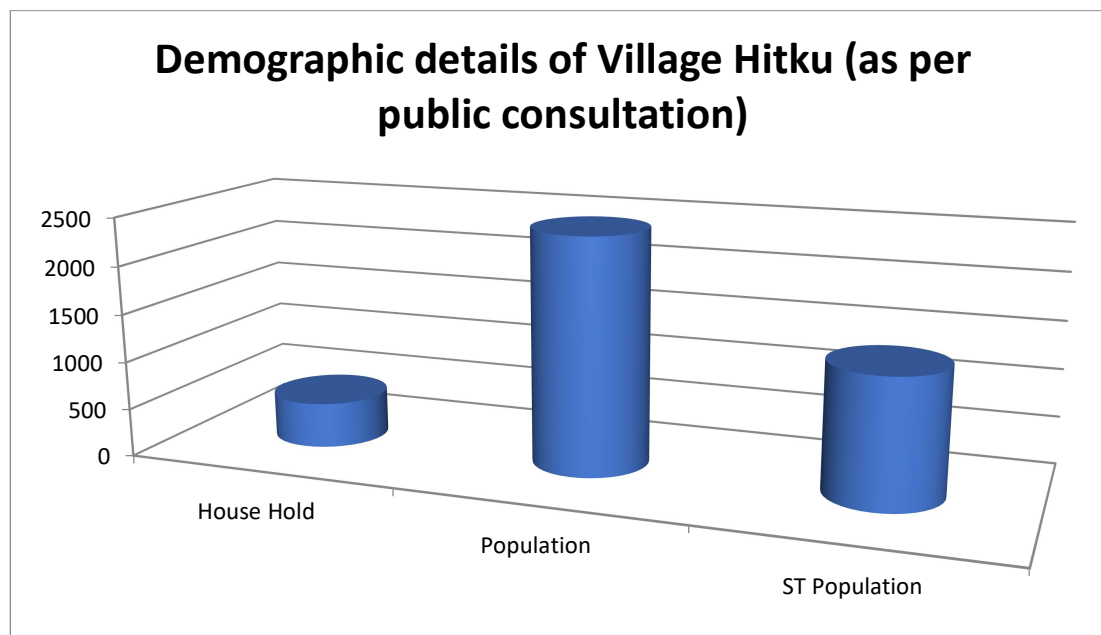 Demographic details of Village Hitku (as per
public consultation)
2500
2000
1500
1000
500
0
House Hold
Population
ST Population